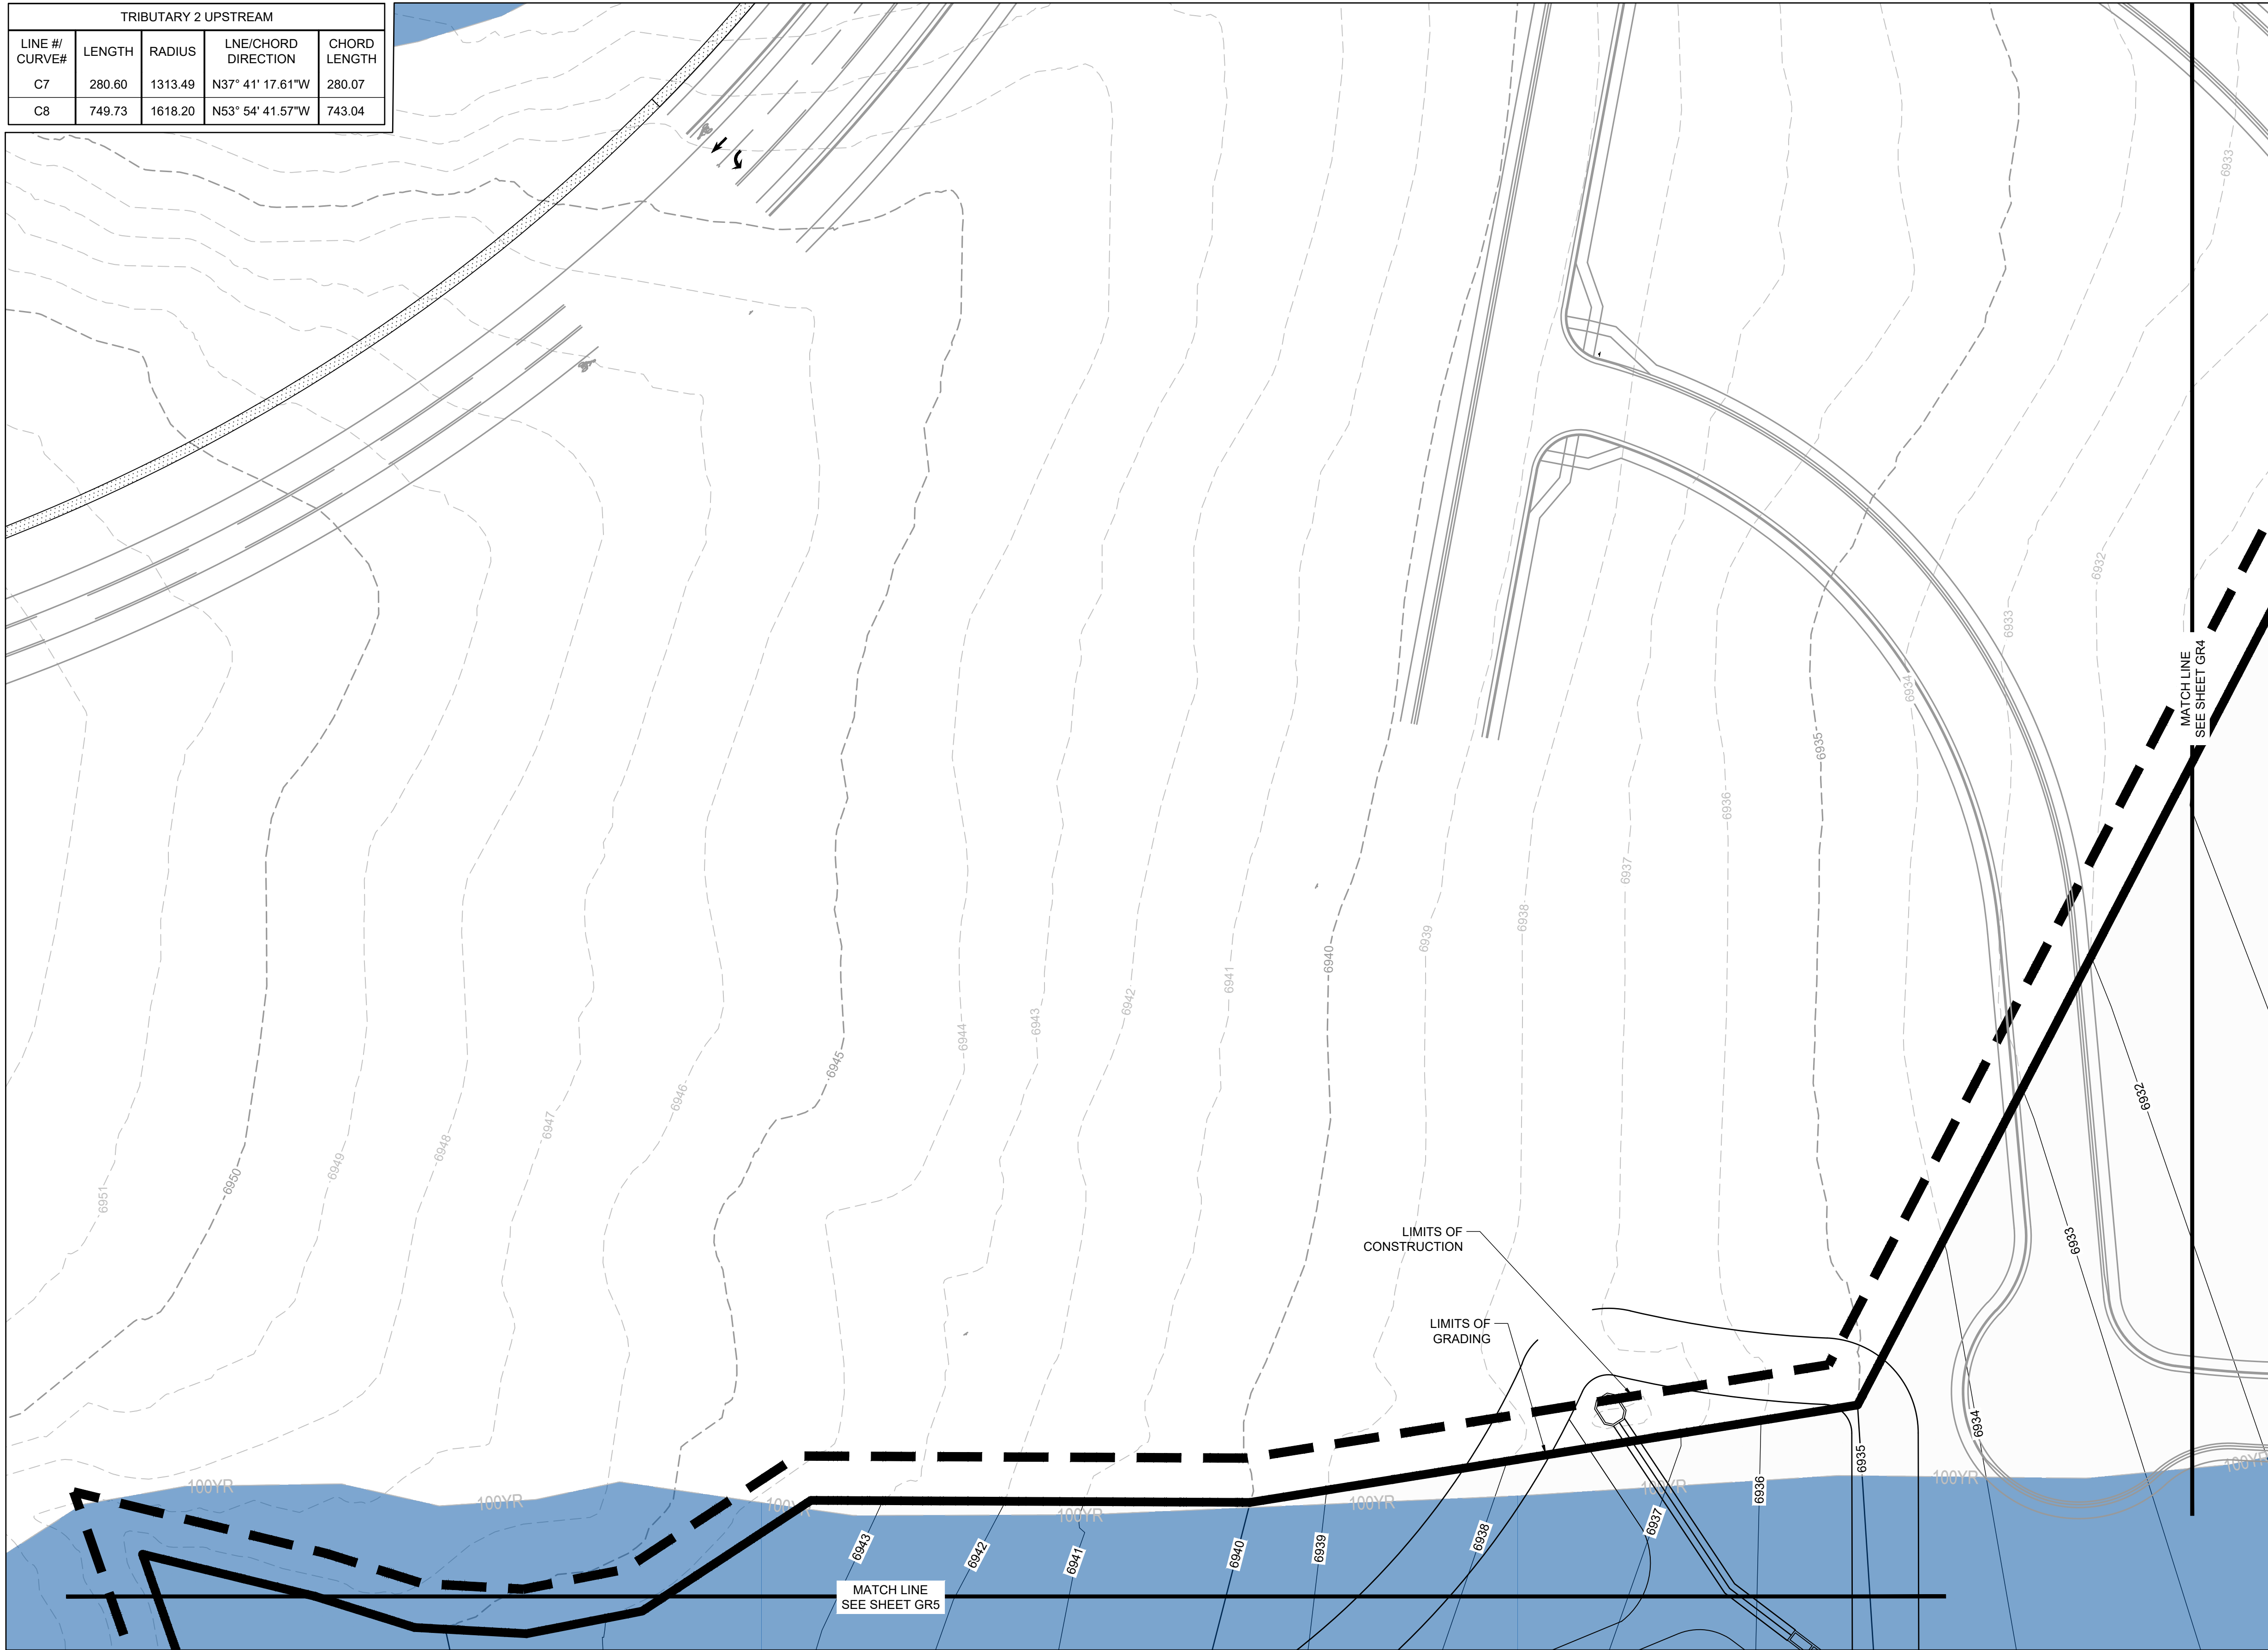 TRIBUTARY 2 UPSTREAM
LINE #/ CURVE# LENGTH RADIUS LNE/CHORD DIRECTION CHORD LENGTH
C7 280.60 1313.49 N37° 41' 17.61"W 280.07
C8 749.73 1618.20 N53° 54' 41.57"W 743.04
6933
6932
6933
MATCH LINE
SEE SHEET GR4
6934
6935
6936
6937
6938
6939
6940
6941
6942
6943
6944
6945
6946
6947
6948
6949
6950
6951
6932
6933
LIMITS OF
CONSTRUCTION
LIMITS OF
GRADING
6934
6935
6936
6937
6938
6939
6940
6941
6942
6943
100YR
100YR
100YR
100YR
100YR
100YR
100YR
100YR
MATCH LINE
SEE SHEET GR5